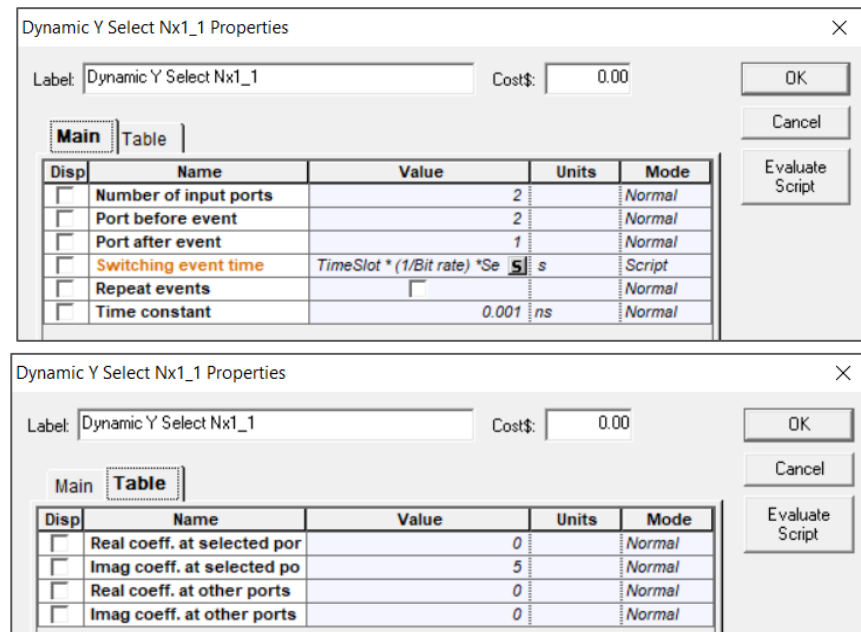 Dynamic Y Select Nx1_1 Properties
Label: Dynamic Y Select Nx1_1 Cost$: 0.00 OK
Cancel
Main Table
Evaluate Script
Disp Name Value Units Mode
Number of input ports 2 Normal
Port before event 2 Normal
Port after event 1 Normal
Switching event time TimeSlot * (1/Bit rate) *Se S s Script
Repeat events Normal
Time constant 0.001 ns Normal
Dynamic Y Select Nx1_1 Properties
Label: Dynamic Y Select Nx1_1 Cost$: 0.00 OK
Cancel
Main Table
Evaluate Script
Disp Name Value Units Mode
Real coeff. at selected por 0 Normal
Imag coeff. at selected po 5 Normal
Real coeff. at other ports 0 Normal
Imag coeff. at other ports 0 Normal